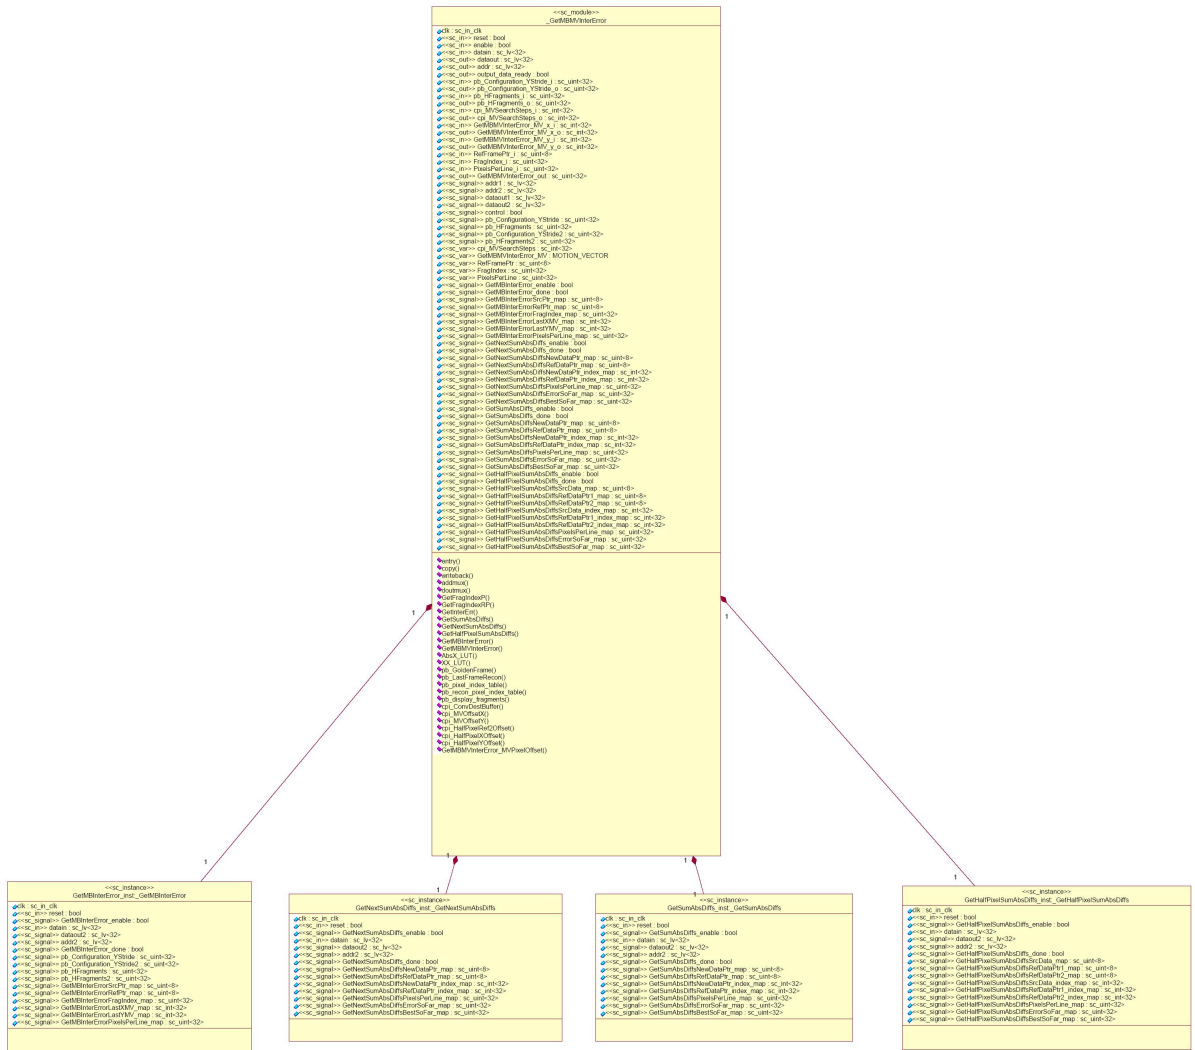 <<sc_module>>
_GetMBMVInterError
clk : sc_in_clk
<<sc_in>> reset : bool
<<sc_in>> enable : bool
<<sc_in>> datain : sc_lv<32>
<<sc_out>> dataout : sc_lv<32>
<<sc_out>> addr : sc_lv<32>
<<sc_out>> output_data_ready : bool
<<sc_in>> pb_Configuration_YStride_i : sc_uint<32>
<<sc_out>> pb_Configuration_YStride_o : sc_uint<32>
<<sc_in>> pb_HFragments_i : sc_uint<32>
<<sc_out>> pb_HFragments_o : sc_uint<32>
<<sc_in>> cpi_MVSearchSteps_i : sc_int<32>
<<sc_out>> cpi_MVSearchSteps_o : sc_int<32>
<<sc_in>> GetMBMVInterError_MV_x_i : sc_int<32>
<<sc_out>> GetMBMVInterError_MV_x_o : sc_int<32>
<<sc_in>> GetMBMVInterError_MV_y_i : sc_int<32>
<<sc_out>> GetMBMVInterError_MV_y_o : sc_int<32>
<<sc_in>> RefFramePtr_i : sc_uint<8>
<<sc_in>> FragIndex_i : sc_uint<32>
<<sc_in>> PixelsPerLine_i : sc_uint<32>
<<sc_out>> GetMBMVInterError_out : sc_uint<32>
<<sc_signal>> addr1 : sc_lv<32>
<<sc_signal>> addr2 : sc_lv<32>
<<sc_signal>> dataout1 : sc_lv<32>
<<sc_signal>> dataout2 : sc_lv<32>
<<sc_signal>> control : bool
<<sc_signal>> pb_Configuration_YStride : sc_uint<32>
<<sc_signal>> pb_HFragments : sc_uint<32>
<<sc_signal>> pb_Configuration_YStride2 : sc_uint<32>
<<sc_signal>> pb_HFragments2 : sc_uint<32>
<<sc_var>> cpi_MVSearchSteps : sc_int<32>
<<sc_var>> GetMBMVInterError_MV : MOTION_VECTOR
<<sc_var>> RefFramePtr : sc_uint<8>
<<sc_var>> FragIndex : sc_uint<32>
<<sc_var>> PixelsPerLine : sc_uint<32>
<<sc_signal>> GetMBInterError_enable : bool
<<sc_signal>> GetMBInterError_done : bool
<<sc_signal>> GetMBInterErrorSrcPtr_map : sc_uint<8>
<<sc_signal>> GetMBInterErrorRefPtr_map : sc_uint<8>
<<sc_signal>> GetMBInterErrorFragIndex_map : sc_uint<32>
<<sc_signal>> GetMBInterErrorLastXMV_map : sc_int<32>
<<sc_signal>> GetMBInterErrorLastYMV_map : sc_int<32>
<<sc_signal>> GetMBInterErrorPixelsPerLine_map : sc_uint<32>
<<sc_signal>> GetNextSumAbsDiffs_enable : bool
<<sc_signal>> GetNextSumAbsDiffs_done : bool
<<sc_signal>> GetNextSumAbsDiffsNewDataPtr_map : sc_uint<8>
<<sc_signal>> GetNextSumAbsDiffsRefDataPtr_map : sc_uint<8>
<<sc_signal>> GetNextSumAbsDiffsNewDataPtr_index_map : sc_int<32>
<<sc_signal>> GetNextSumAbsDiffsRefDataPtr_index_map : sc_int<32>
<<sc_signal>> GetNextSumAbsDiffsPixelsPerLine_map : sc_uint<32>
<<sc_signal>> GetNextSumAbsDiffsErrorSoFar_map : sc_uint<32>
<<sc_signal>> GetNextSumAbsDiffsBestSoFar_map : sc_uint<32>
<<sc_signal>> GetSumAbsDiffs_enable : bool
<<sc_signal>> GetSumAbsDiffs_done : bool
<<sc_signal>> GetSumAbsDiffsNewDataPtr_map : sc_uint<8>
<<sc_signal>> GetSumAbsDiffsRefDataPtr_map : sc_uint<8>
<<sc_signal>> GetSumAbsDiffsNewDataPtr_index_map : sc_int<32>
<<sc_signal>> GetSumAbsDiffsRefDataPtr_index_map : sc_int<32>
<<sc_signal>> GetSumAbsDiffsPixelsPerLine_map : sc_uint<32>
<<sc_signal>> GetSumAbsDiffsErrorSoFar_map : sc_uint<32>
<<sc_signal>> GetSumAbsDiffsBestSoFar_map : sc_uint<32>
<<sc_signal>> GetHalfPixelSumAbsDiffs_enable : bool
<<sc_signal>> GetHalfPixelSumAbsDiffs_done : bool
<<sc_signal>> GetHalfPixelSumAbsDiffsSrcData_map : sc_uint<8>
<<sc_signal>> GetHalfPixelSumAbsDiffsRefDataPtr1_map : sc_uint<8>
<<sc_signal>> GetHalfPixelSumAbsDiffsRefDataPtr2_map : sc_uint<8>
<<sc_signal>> GetHalfPixelSumAbsDiffsSrcData_index_map : sc_int<32>
<<sc_signal>> GetHalfPixelSumAbsDiffsRefDataPtr1_index_map : sc_int<32>
<<sc_signal>> GetHalfPixelSumAbsDiffsRefDataPtr2_index_map : sc_int<32>
<<sc_signal>> GetHalfPixelSumAbsDiffsPixelsPerLine_map : sc_uint<32>
<<sc_signal>> GetHalfPixelSumAbsDiffsErrorSoFar_map : sc_uint<32>
<<sc_signal>> GetHalfPixelSumAbsDiffsBestSoFar_map : sc_uint<32>
entry()
copy()
writeback()
addmux()
doutmux()
GetFragIndexP()
GetFragIndexRP()
GetInterErr()
GetSumAbsDiffs()
GetNextSumAbsDiffs()
GetHalfPixelSumAbsDiffs()
GetMBInterError()
GetMBMVInterError()
AbsX_LUT()
XX_LUT()
pb_GoldenFrame()
pb_LastFrameRecon()
pb_pixel_index_table()
pb_recon_pixel_index_table()
pb_display_fragments()
cpi_ConvDestBuffer()
cpi_MVOffsetX()
cpi_MVOffsetY()
cpi_HalfPixelRef2Offset()
cpi_HalfPixelXOffset()
cpi_HalfPixelYOffset()
GetMBMVInterError_MVPixelOffset()
1
1
1
1
1
1
1
1
<<sc_instance>>
GetMBInterError_inst:_GetMBInterError
clk : sc_in_clk
<<sc_in>> reset : bool
<<sc_signal>> GetMBInterError_enable : bool
<<sc_in>> datain : sc_lv<32>
<<sc_signal>> dataout2 : sc_lv<32>
<<sc_signal>> addr2 : sc_lv<32>
<<sc_signal>> GetMBInterError_done : bool
<<sc_signal>> pb_Configuration_YStride : sc_uint<32>
<<sc_signal>> pb_Configuration_YStride2 : sc_uint<32>
<<sc_signal>> pb_HFragments : sc_uint<32>
<<sc_signal>> pb_HFragments2 : sc_uint<32>
<<sc_signal>> GetMBInterErrorSrcPtr_map : sc_uint<8>
<<sc_signal>> GetMBInterErrorRefPtr_map : sc_uint<8>
<<sc_signal>> GetMBInterErrorFragIndex_map : sc_uint<32>
<<sc_signal>> GetMBInterErrorLastXMV_map : sc_int<32>
<<sc_signal>> GetMBInterErrorLastYMV_map : sc_int<32>
<<sc_signal>> GetMBInterErrorPixelsPerLine_map : sc_uint<32>
<<sc_instance>>
GetNextSumAbsDiffs_inst:_GetNextSumAbsDiffs
clk : sc_in_clk
<<sc_in>> reset : bool
<<sc_signal>> GetNextSumAbsDiffs_enable : bool
<<sc_in>> datain : sc_lv<32>
<<sc_signal>> dataout2 : sc_lv<32>
<<sc_signal>> addr2 : sc_lv<32>
<<sc_signal>> GetNextSumAbsDiffs_done : bool
<<sc_signal>> GetNextSumAbsDiffsNewDataPtr_map : sc_uint<8>
<<sc_signal>> GetNextSumAbsDiffsRefDataPtr_map : sc_uint<8>
<<sc_signal>> GetNextSumAbsDiffsNewDataPtr_index_map : sc_int<32>
<<sc_signal>> GetNextSumAbsDiffsRefDataPtr_index_map : sc_int<32>
<<sc_signal>> GetNextSumAbsDiffsPixelsPerLine_map : sc_uint<32>
<<sc_signal>> GetNextSumAbsDiffsErrorSoFar_map : sc_uint<32>
<<sc_signal>> GetNextSumAbsDiffsBestSoFar_map : sc_uint<32>
<<sc_instance>>
GetSumAbsDiffs_inst:_GetSumAbsDiffs
clk : sc_in_clk
<<sc_in>> reset : bool
<<sc_signal>> GetSumAbsDiffs_enable : bool
<<sc_in>> datain : sc_lv<32>
<<sc_signal>> dataout2 : sc_lv<32>
<<sc_signal>> addr2 : sc_lv<32>
<<sc_signal>> GetSumAbsDiffs_done : bool
<<sc_signal>> GetSumAbsDiffsNewDataPtr_map : sc_uint<8>
<<sc_signal>> GetSumAbsDiffsRefDataPtr_map : sc_uint<8>
<<sc_signal>> GetSumAbsDiffsNewDataPtr_index_map : sc_int<32>
<<sc_signal>> GetSumAbsDiffsRefDataPtr_index_map : sc_int<32>
<<sc_signal>> GetSumAbsDiffsPixelsPerLine_map : sc_uint<32>
<<sc_signal>> GetSumAbsDiffsErrorSoFar_map : sc_uint<32>
<<sc_signal>> GetSumAbsDiffsBestSoFar_map : sc_uint<32>
<<sc_instance>>
GetHalfPixelSumAbsDiffs_inst:_GetHalfPixelSumAbsDiffs
clk : sc_in_clk
<<sc_in>> reset : bool
<<sc_signal>> GetHalfPixelSumAbsDiffs_enable : bool
<<sc_in>> datain : sc_lv<32>
<<sc_signal>> dataout2 : sc_lv<32>
<<sc_signal>> addr2 : sc_lv<32>
<<sc_signal>> GetHalfPixelSumAbsDiffs_done : bool
<<sc_signal>> GetHalfPixelSumAbsDiffsSrcData_map : sc_uint<8>
<<sc_signal>> GetHalfPixelSumAbsDiffsRefDataPtr1_map : sc_uint<8>
<<sc_signal>> GetHalfPixelSumAbsDiffsRefDataPtr2_map : sc_uint<8>
<<sc_signal>> GetHalfPixelSumAbsDiffsSrcData_index_map : sc_int<32>
<<sc_signal>> GetHalfPixelSumAbsDiffsRefDataPtr1_index_map : sc_int<32>
<<sc_signal>> GetHalfPixelSumAbsDiffsRefDataPtr2_index_map : sc_int<32>
<<sc_signal>> GetHalfPixelSumAbsDiffsPixelsPerLine_map : sc_uint<32>
<<sc_signal>> GetHalfPixelSumAbsDiffsErrorSoFar_map : sc_uint<32>
<<sc_signal>> GetHalfPixelSumAbsDiffsBestSoFar_map : sc_uint<32>